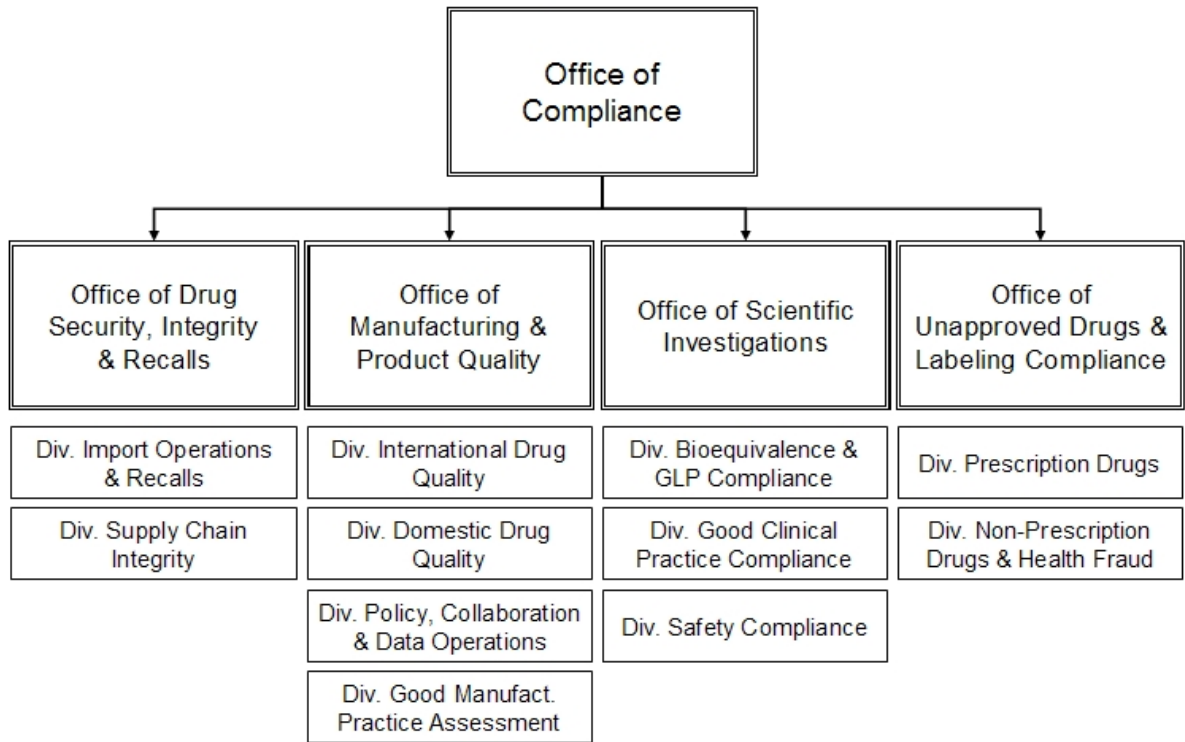 Office of
Compliance
Office of Drug
Security, Integrity
& Recalls
Office of
Manufacturing &
Product Quality
Office of Scientific
Investigations
Office of
Unapproved Drugs &
Labeling Compliance
Div. Import Operations
& Recalls
Div. International Drug
Quality
Div. Bioequivalence &
GLP Compliance
Div. Prescription Drugs
Div. Supply Chain
Integrity
Div. Domestic Drug
Quality
Div. Good Clinical
Practice Compliance
Div. Non-Prescription
Drugs & Health Fraud
Div. Policy, Collaboration
& Data Operations
Div. Safety Compliance
Div. Good Manufact.
Practice Assessment